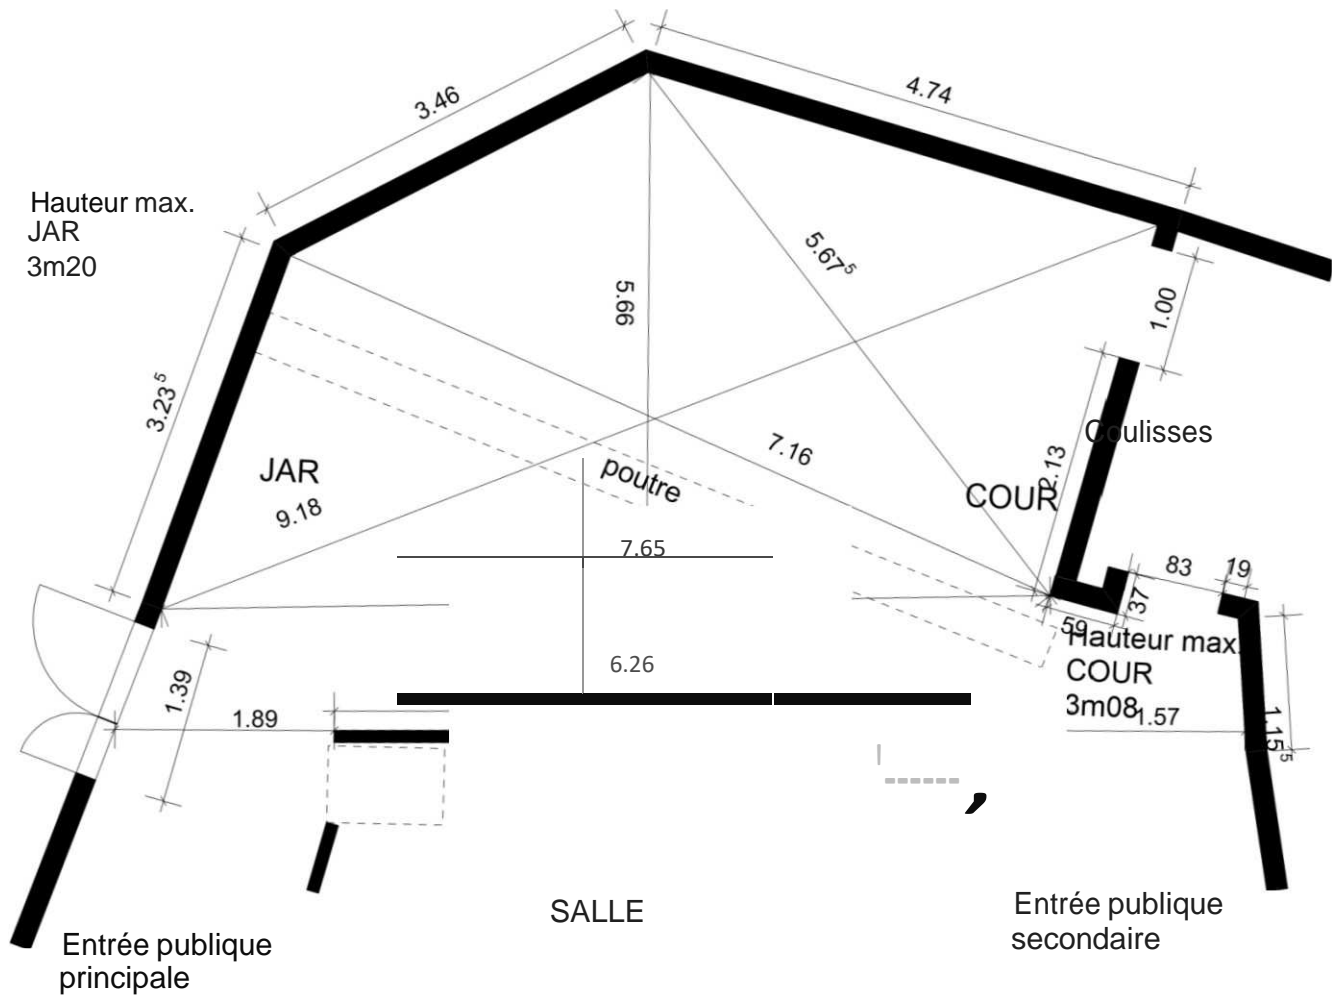 4.74
3.46
Hauteur max.
JAR
3m20
5.67⁵
5.66
1.00
3.23⁵
Coulisses
7.16
2.13
JAR
poutre
COUR
9.18
7.65
83
19
37
59
Hauteur max.
COUR
3m08
6.26
1.39
1.89
1.57
1.15⁵
SALLE
Entrée publique
secondaire
Entrée publique
principale